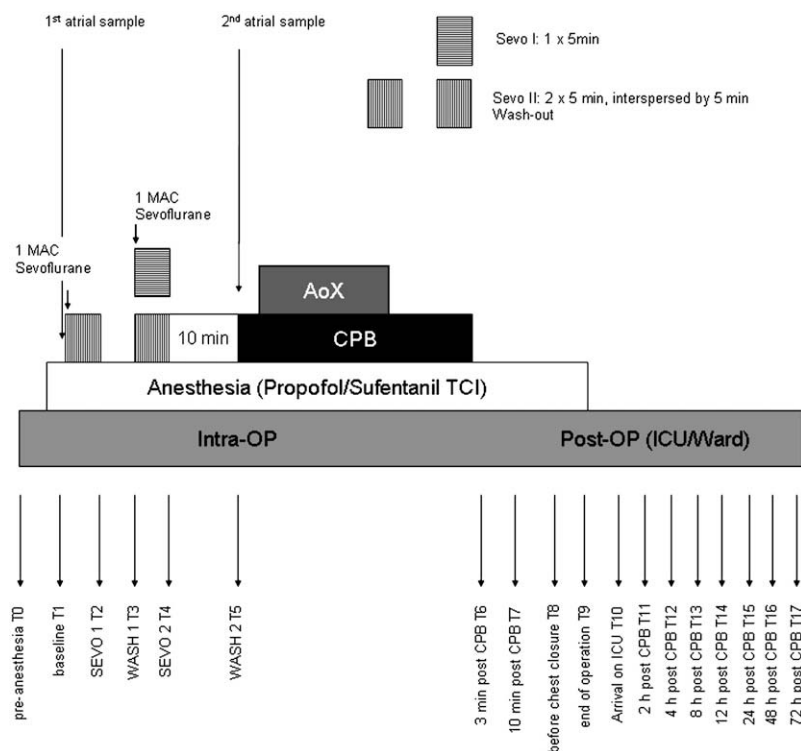 1st atrial sample
2nd atrial sample
Sevo I: 1 x 5min
Sevo II: 2 x 5 min, interspersed by 5 min
Wash-out
1 MAC
Sevoflurane
1 MAC
Sevoflurane
AoX
10 min
CPB
Anesthesia (Propofol/Sufentanil TCI)
Intra-OP
Post-OP (ICU/Ward)
pre-anesthesia T0
baseline T1
SEVO 1 T2
WASH 1 T3
SEVO 2 T4
WASH 2 T5
3 min post CPB T6
10 min post CPB T7
before chest closure T8
end of operation T9
Arrival on ICU T10
2 h post CPB T11
4 h post CPB T12
8 h post CPB T13
12 h post CPB T14
24 h post CPB T15
48 h post CPB T16
72 h post CPB T17